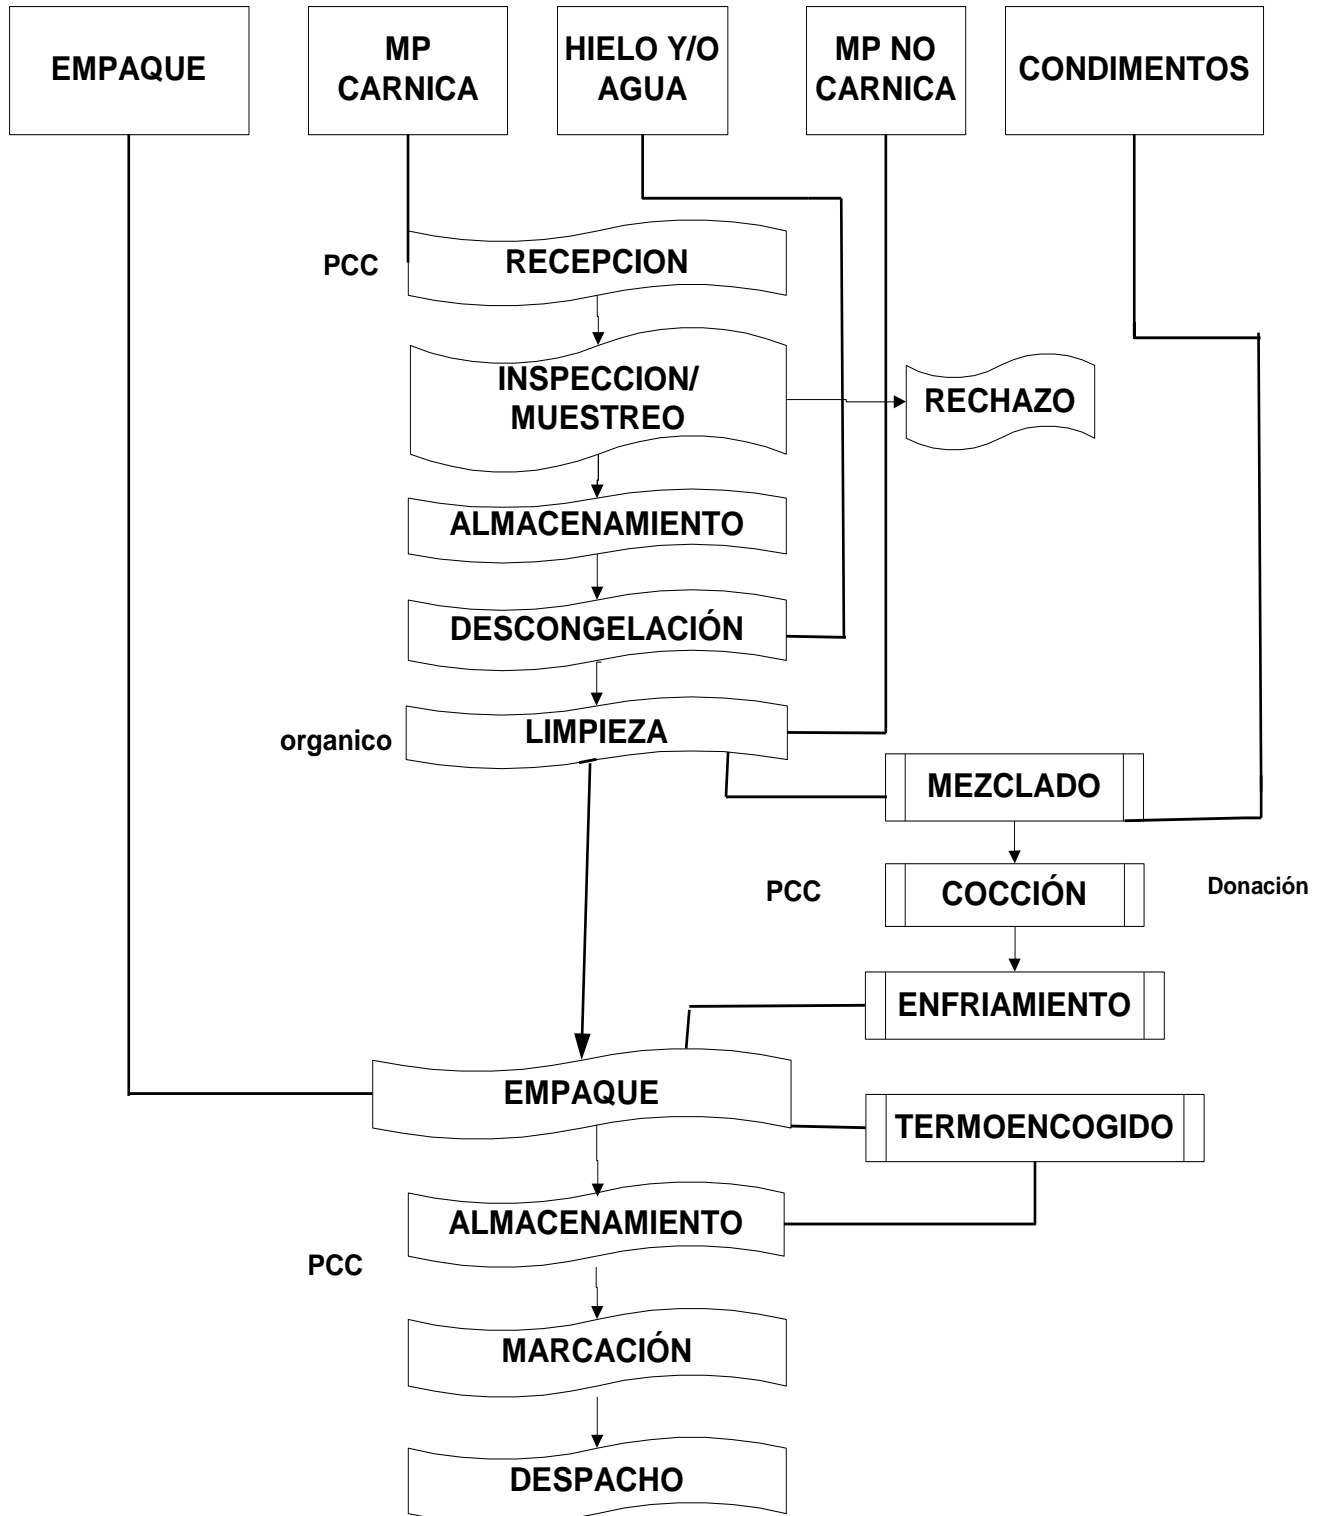 EMPAQUE
MP
CARNICA
HIELO Y/O
AGUA
MP NO
CARNICA
CONDIMENTOS
PCC
RECEPCION
INSPECCION/
MUESTREO
RECHAZO
ALMACENAMIENTO
DESCONGELACIÓN
organico
LIMPIEZA
MEZCLADO
PCC
COCCIÓN
Donación
ENFRIAMIENTO
EMPAQUE
TERMOENCOGIDO
ALMACENAMIENTO
PCC
MARCACIÓN
DESPACHO